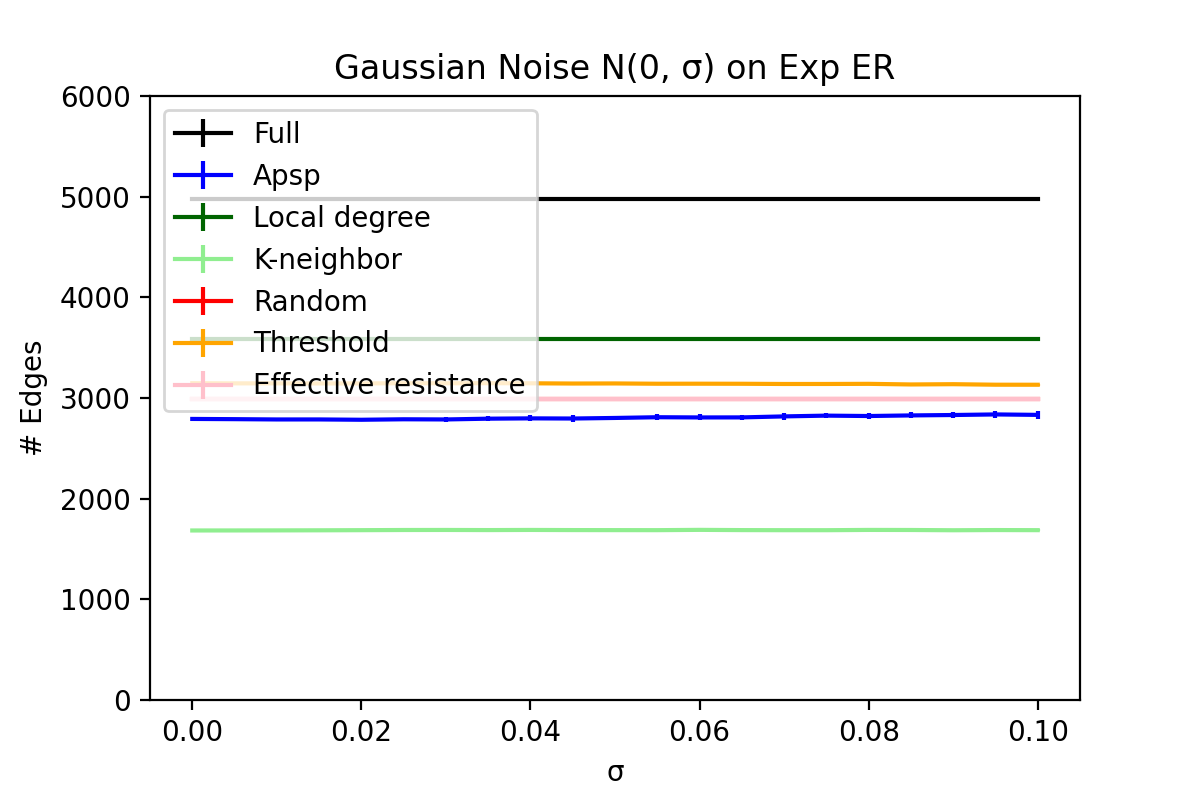 Gaussian Noise N(0, σ) on Exp ER
6000
5000
4000
3000
2000
1000
0
# Edges
Full
Apsp
Local degree
K-neighbor
Random
Threshold
Effective resistance
0.00 0.02 0.04 0.06 0.08 0.10
σ